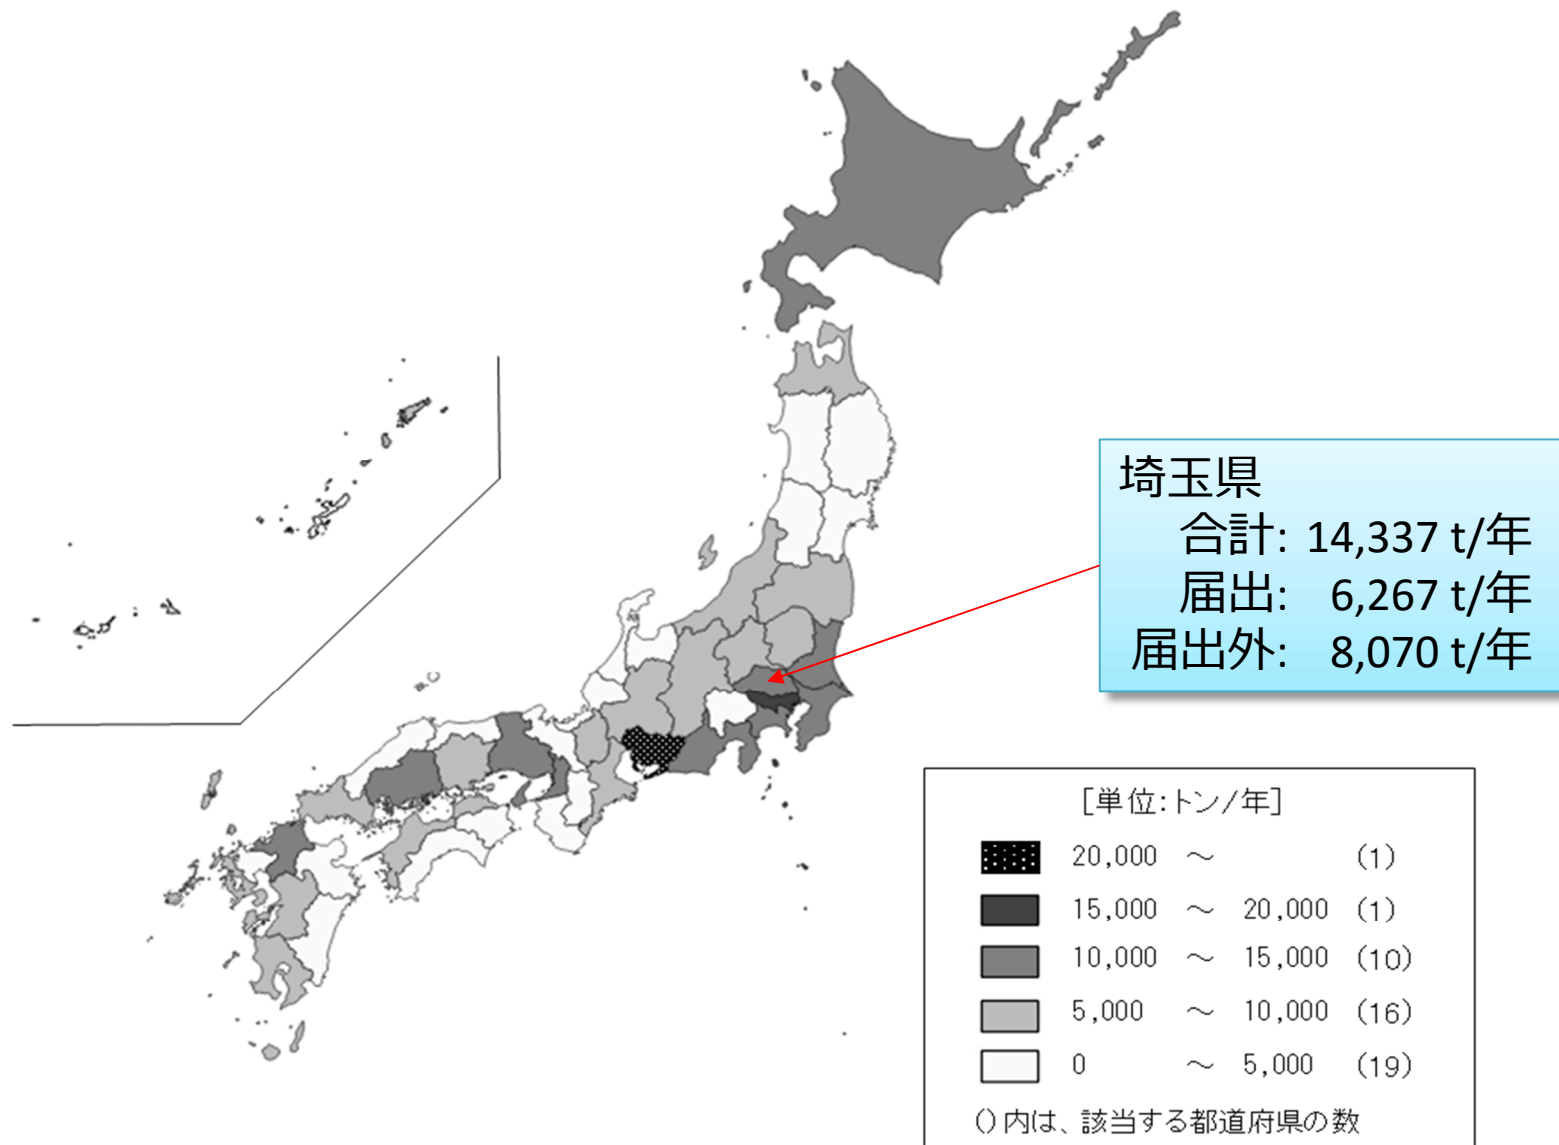 埼玉県
合計: 14,337 t/年
届出: 6,267 t/年
届出外: 8,070 t/年
[単位:トン/年]
20,000 ～ (1)
15,000 ～ 20,000 (1)
10,000 ～ 15,000 (10)
5,000 ～ 10,000 (16)
0 ～ 5,000 (19)
()内は、該当する都道府県の数